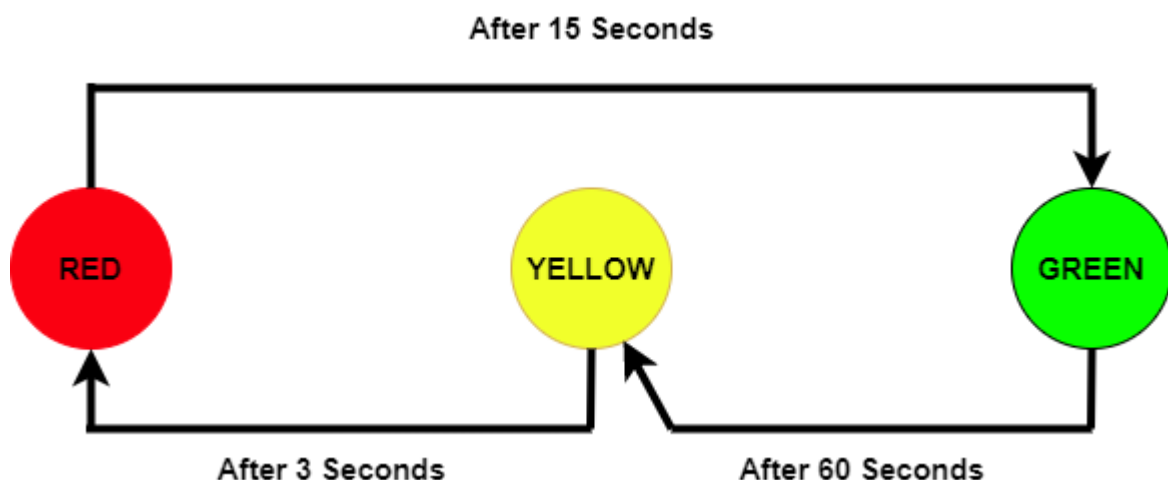 After 15 Seconds
RED
YELLOW
GREEN
After 3 Seconds
After 60 Seconds